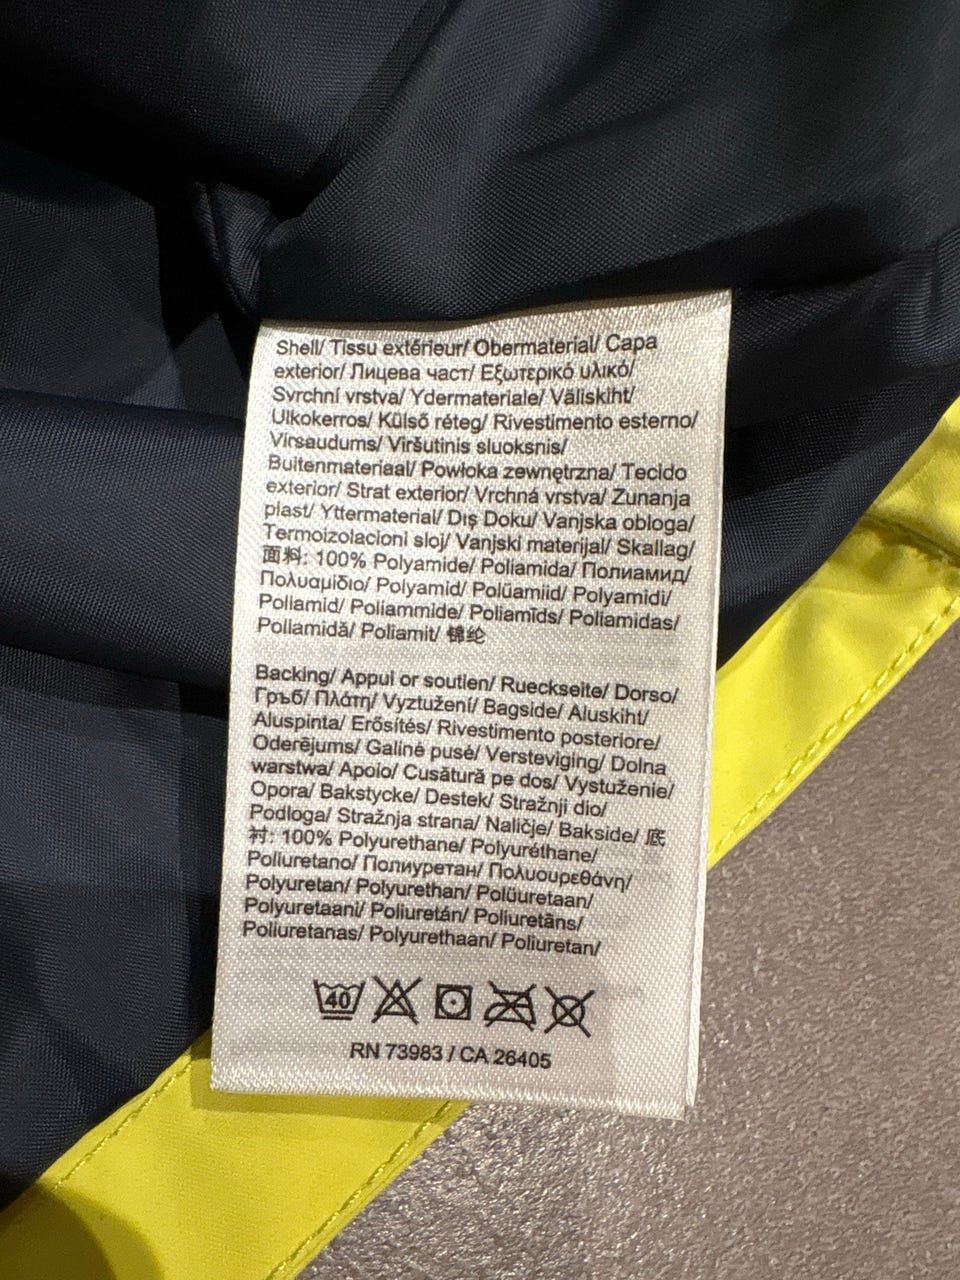 Shell/ Tissu extérieur/ Obermaterial/ Capa
exterior/ Лицева част/ Εξωτερικό υλικό/
Svrchní vrstva/ Ydermateriale/ Väliskiht/
Ulkokerros/ Külső réteg/ Rivestimento esterno/
Virsaudums/ Viršutinis sluoksnis/
Buitenmateriaal/ Powłoka zewnętrzna/ Tecido
exterior/ Strat exterior/ Vrchná vrstva/ Zunanja
plast/ Yttermaterial/ Dış Doku/ Vanjska obloga/
Termoizolacioni sloj/ Vanjski materijal/ Skallag/
面料: 100% Polyamide/ Poliamida/ Полиамид/
Πολυαμίδιο/ Polyamid/ Polüamiid/ Polyamidi/
Poliamid/ Poliammide/ Poliamīds/ Poliamidas/
Poliamidă/ Poliamit/ 锦纶
Backing/ Appui or soutien/ Rueckseite/ Dorso/
Гръб/ Πλάτη/ Vyztužení/ Bagside/ Aluskiht/
Aluspinta/ Erősítés/ Rivestimento posteriore/
Oderējums/ Galinė pusė/ Versteviging/ Dolna
warstwa/ Apoio/ Cusătură pe dos/ Vystuženie/
Opora/ Bakstycke/ Destek/ Stražnji dio/
Podloga/ Stražnja strana/ Naličje/ Bakside/ 底
衬: 100% Polyurethane/ Polyuréthane/
Poliuretano/ Полиуретан/ Πολυουρεθάνη/
Polyuretan/ Polyurethan/ Polüuretaan/
Polyuretaani/ Poliuretán/ Poliuretāns/
Poliuretanas/ Polyurethaan/ Poliuretan/
40
RN 73983 / CA 26405